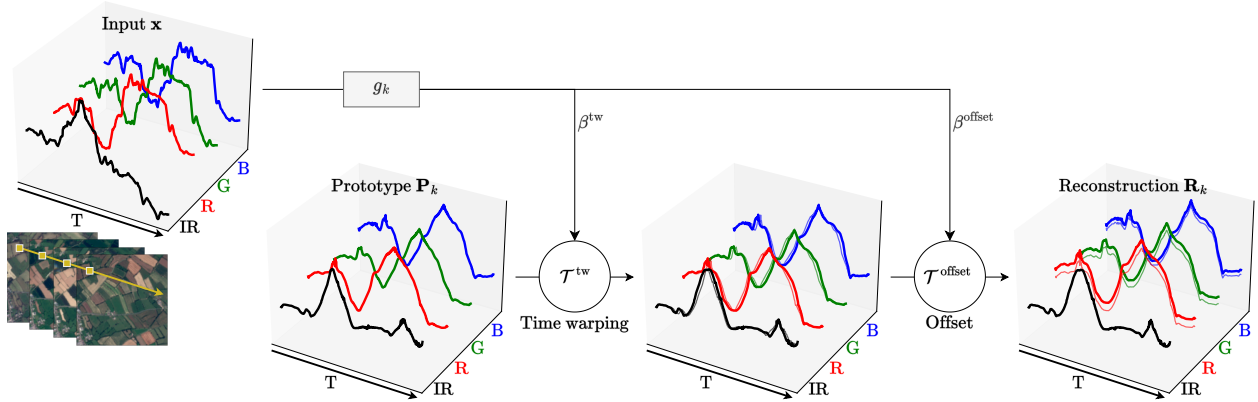 Input x
T
IR
R
G
B
g_k
β^tw
β^offset
Prototype P_k
T
IR
R
G
B
𝒯^tw
Time warping
T
IR
R
G
B
𝒯^offset
Offset
Reconstruction R_k
T
IR
R
G
B